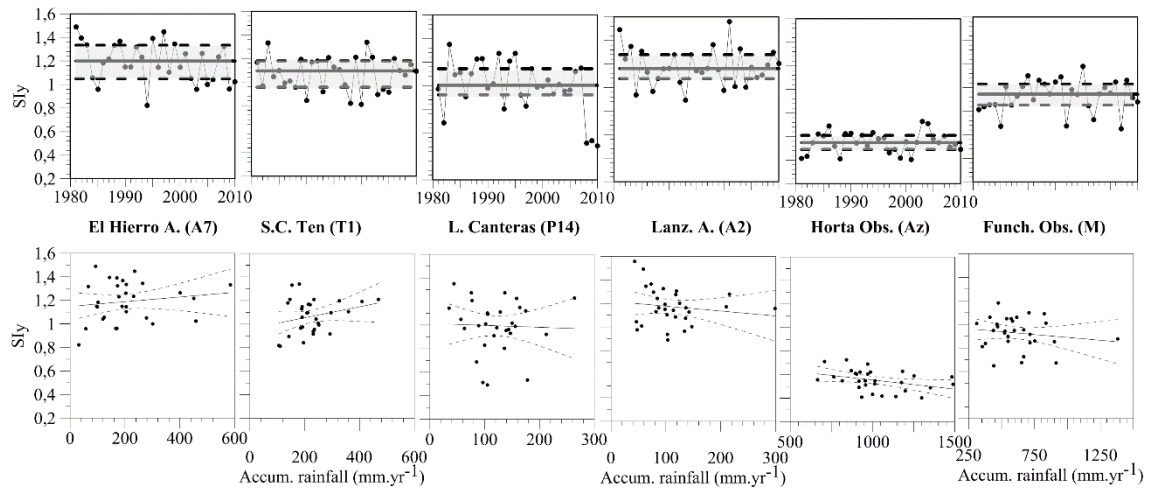 SIy
1,6
1,4
1,2
1
0,8
0,6
0,4
0,2
1980 1990 2000 2010 1980 1990 2000 2010 1980 1990 2000 2010
El Hierro A. (A7) S.C. Ten (T1) L. Canteras (P14) Lanz. A. (A2) Horta Obs. (Az) Funch. Obs. (M)
SIy
1,6
1,4
1,2
1
0,8
0,6
0,4
0,2
0 200 400 600 0 200 400 600 0 100 200 300 0 100 200 300 500 1000 1500 250 750 1250
Accum. rainfall (mm.yr-1) Accum. rainfall (mm.yr-1) Accum. rainfall (mm.yr-1)